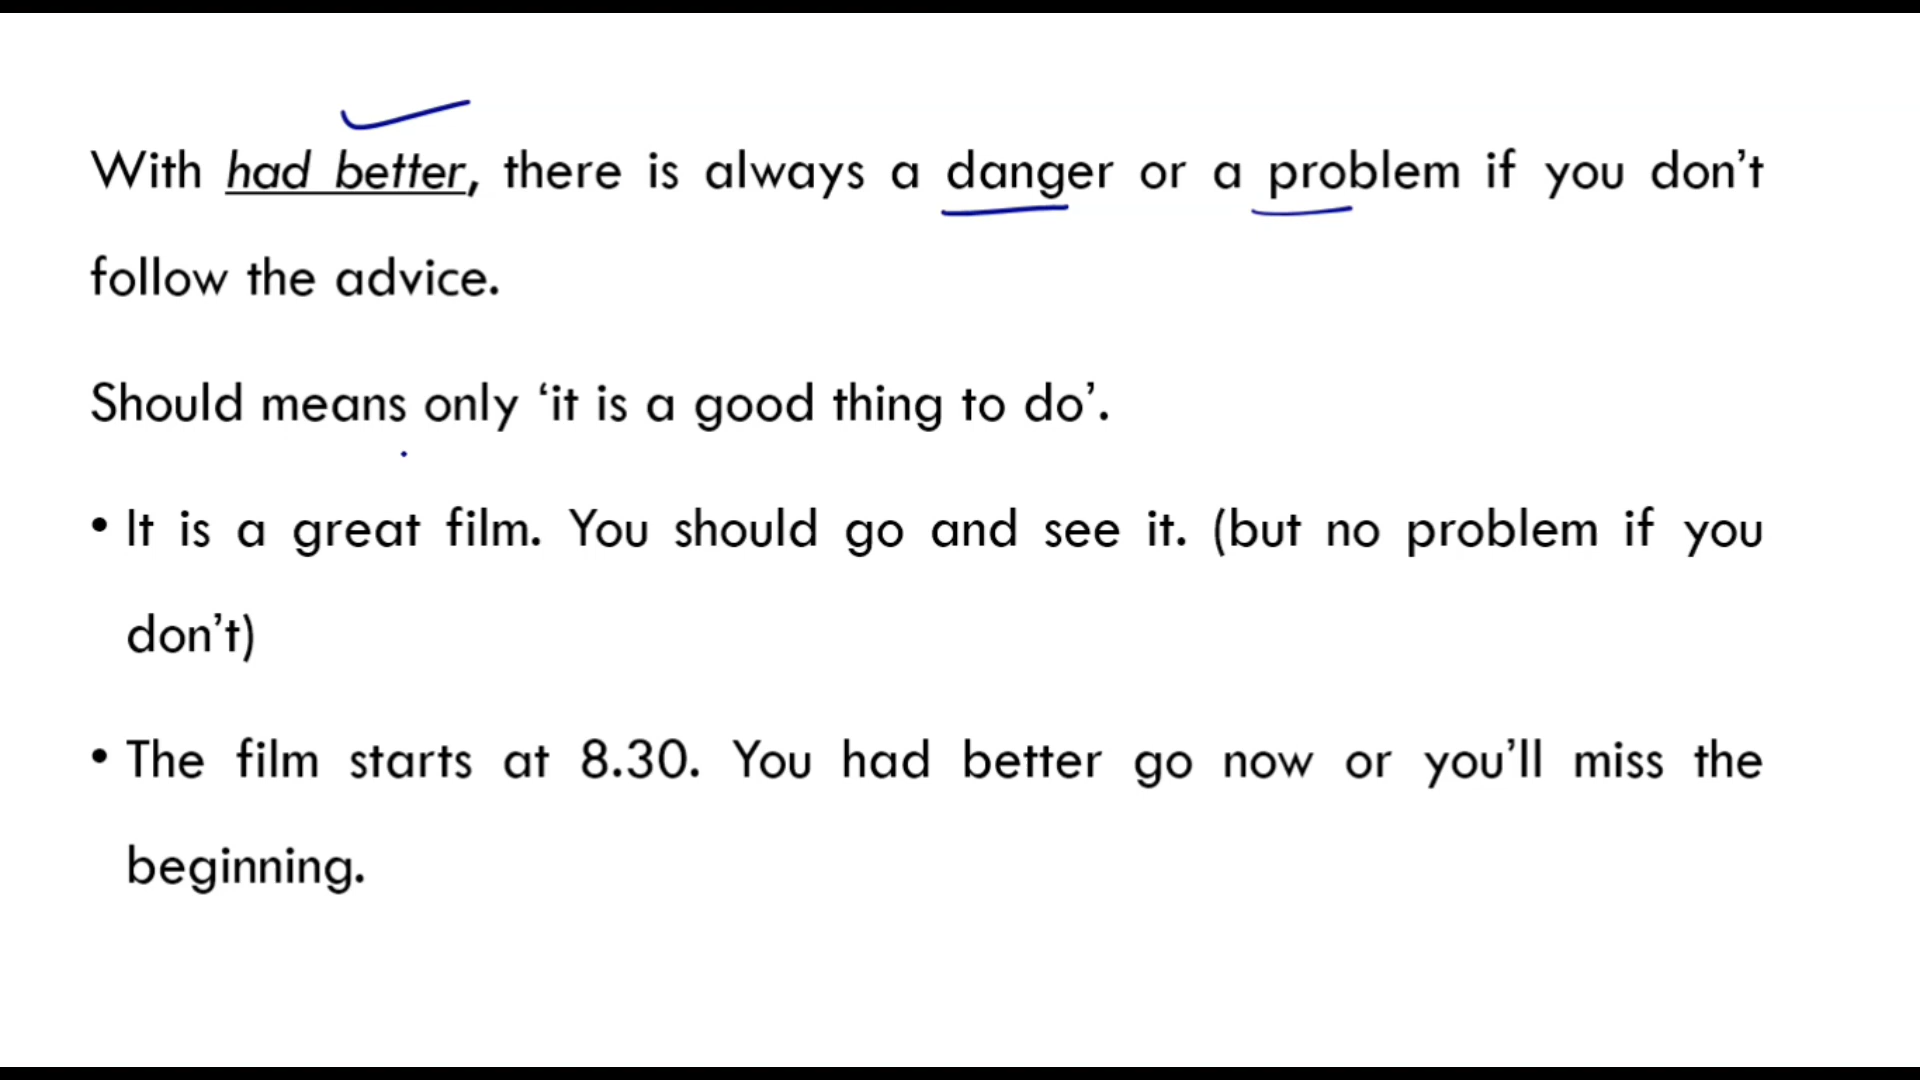 With had better, there is always a danger or a problem if you don’t
follow the advice.
Should means only ‘it is a good thing to do’.
• It is a great film. You should go and see it. (but no problem if you
don’t)
• The film starts at 8.30. You had better go now or you’ll miss the
beginning.